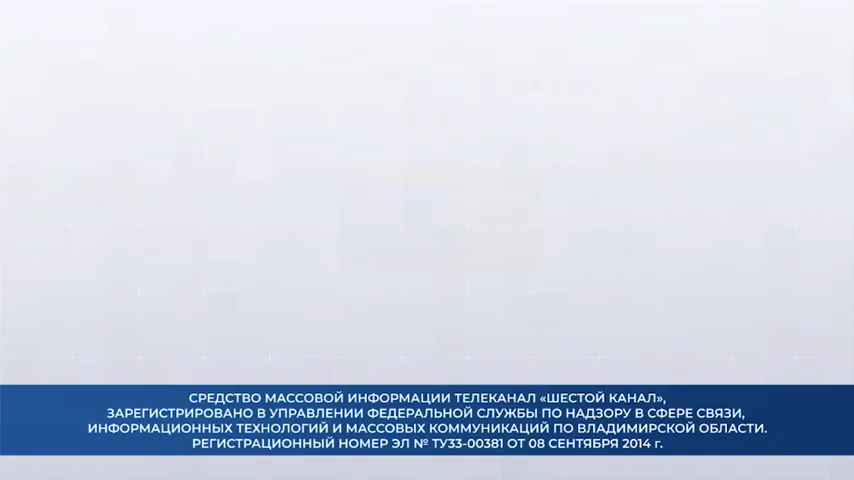 СРЕДСТВО МАССОВОЙ ИНФОРМАЦИИ ТЕЛЕКАНАЛ «ШЕСТОЙ КАНАЛ»,
ЗАРЕГИСТРИРОВАНО В УПРАВЛЕНИИ ФЕДЕРАЛЬНОЙ СЛУЖБЫ ПО НАДЗОРУ В СФЕРЕ СВЯЗИ,
ИНФОРМАЦИОННЫХ ТЕХНОЛОГИЙ И МАССОВЫХ КОММУНИКАЦИЙ ПО ВЛАДИМИРСКОЙ ОБЛАСТИ.
РЕГИСТРАЦИОННЫЙ НОМЕР ЭЛ № ТУ33-00381 ОТ 08 СЕНТЯБРЯ 2014 г.